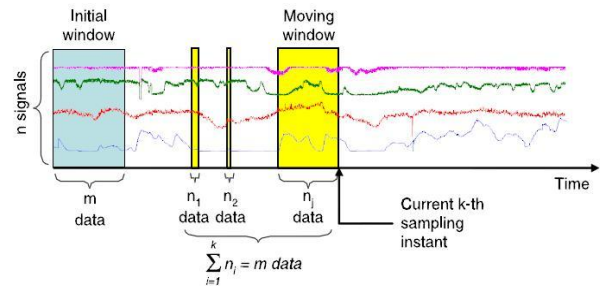 Initial
window
Moving
window
n signals
Time
m
data
n1
data
n2
data
nj
data
Current k-th
sampling
instant
k
∑ ni = m data
i=1